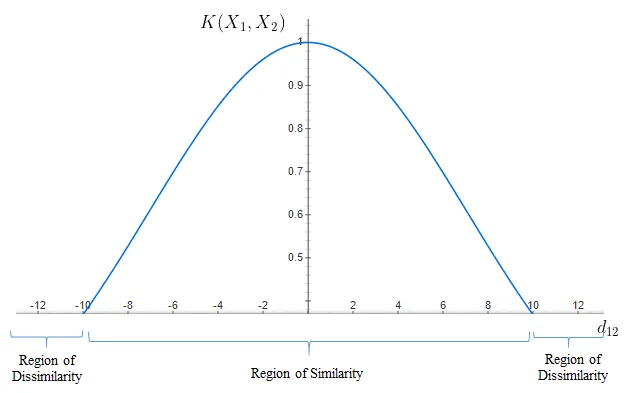 K(X₁, X₂)
1
0.9
0.8
0.7
0.6
0.5
-12 -10 -8 -6 -4 -2 2 4 6 8 10 12
d₁₂
Region of
Dissimilarity
Region of Similarity
Region of
Dissimilarity